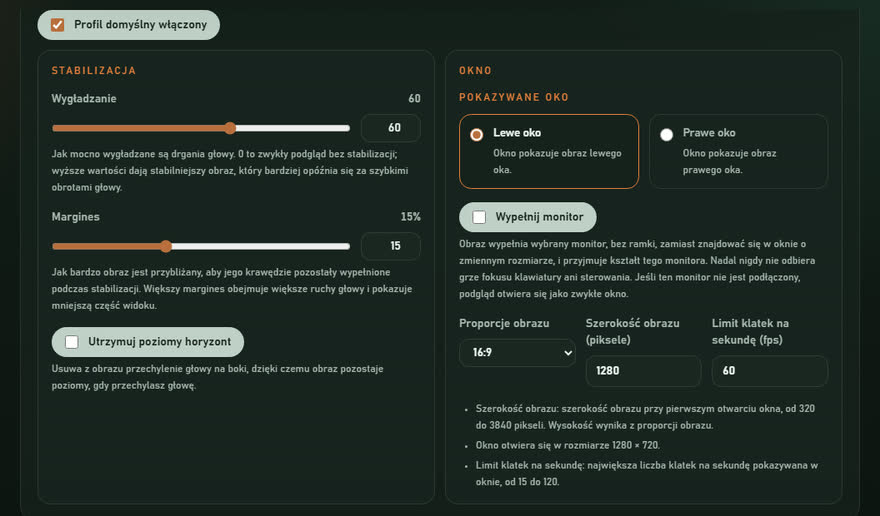 Profil domyślny włączony
STABILIZACJA
Wygładzanie 60
60
Jak mocno wygładzane są drgania głowy. 0 to zwykły podgląd bez stabilizacji;
wyższe wartości dają stabilniejszy obraz, który bardziej opóźnia się za szybkimi
obrotami głowy.
Margines 15%
15
Jak bardzo obraz jest przybliżany, aby jego krawędzie pozostały wypełnione
podczas stabilizacji. Większy margines obejmuje większe ruchy głowy i pokazuje
mniejszą część widoku.
Utrzymuj poziomy horyzont
Usuwa z obrazu przechylenie głowy na boki, dzięki czemu obraz pozostaje
poziomy, gdy przechylasz głowę.
OKNO
POKAZYWANE OKO
Lewe oko
Okno pokazuje obraz lewego
oka.
Prawe oko
Okno pokazuje obraz
prawego oka.
Wypełnij monitor
Obraz wypełnia wybrany monitor, bez ramki, zamiast znajdować się w oknie o
zmiennym rozmiarze, i przyjmuje kształt tego monitora. Nadal nigdy nie odbiera
grze fokusu klawiatury ani sterowania. Jeśli ten monitor nie jest podłączony,
podgląd otwiera się jako zwykłe okno.
Proporcje obrazu
16:9
Szerokość obrazu
(piksele)
1280
Limit klatek na
sekundę (fps)
60
• Szerokość obrazu: szerokość obrazu przy pierwszym otwarciu okna, od 320
do 3840 pikseli. Wysokość wynika z proporcji obrazu.
• Okno otwiera się w rozmiarze 1280 × 720.
• Limit klatek na sekundę: największa liczba klatek na sekundę pokazywana w
oknie, od 15 do 120.